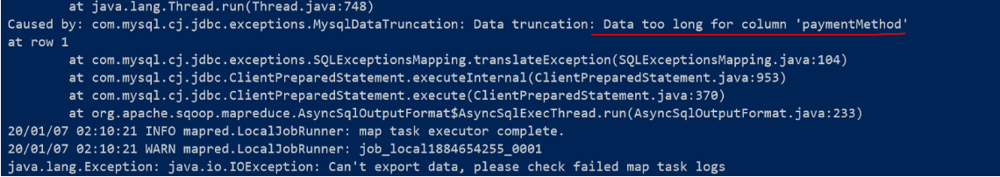 at java.lang.Thread.run(Thread.java:748)
Caused by: com.mysql.cj.jdbc.exceptions.MysqlDataTruncation: Data truncation: Data too long for column 'paymentMethod'
at row 1
at com.mysql.cj.jdbc.exceptions.SQLExceptionsMapping.translateException(SQLExceptionsMapping.java:104)
at com.mysql.cj.jdbc.ClientPreparedStatement.executeInternal(ClientPreparedStatement.java:953)
at com.mysql.cj.jdbc.ClientPreparedStatement.execute(ClientPreparedStatement.java:370)
at org.apache.sqoop.mapreduce.AsyncSqlOutputFormat$AsyncSqlExecThread.run(AsyncSqlOutputFormat.java:233)
20/01/07 02:10:21 INFO mapred.LocalJobRunner: map task executor complete.
20/01/07 02:10:21 WARN mapred.LocalJobRunner: job_local1884654255_0001
java.lang.Exception: java.io.IOException: Can't export data, please check failed map task logs